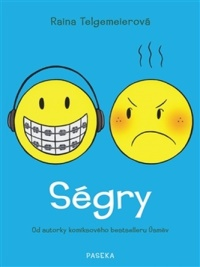 Raina Telgemeierová
Ségry
Od autorky komiksového bestselleru Úsměv
PASEKA